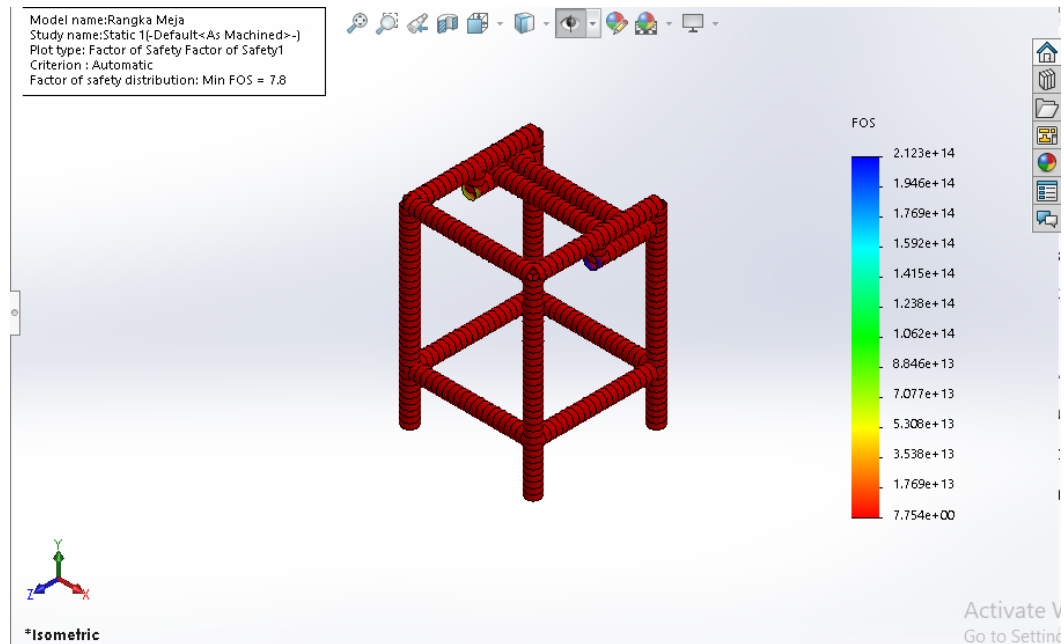 Model name:Rangka Meja
Study name:Static 1(-Default<As Machined>-)
Plot type: Factor of Safety Factor of Safety1
Criterion : Automatic
Factor of safety distribution: Min FOS = 7.8
FOS
2.123e+14
1.946e+14
1.769e+14
1.592e+14
1.415e+14
1.238e+14
1.062e+14
8.846e+13
7.077e+13
5.308e+13
3.538e+13
1.769e+13
7.754e+00
Y
Z
X
*Isometric
Activate
Go to